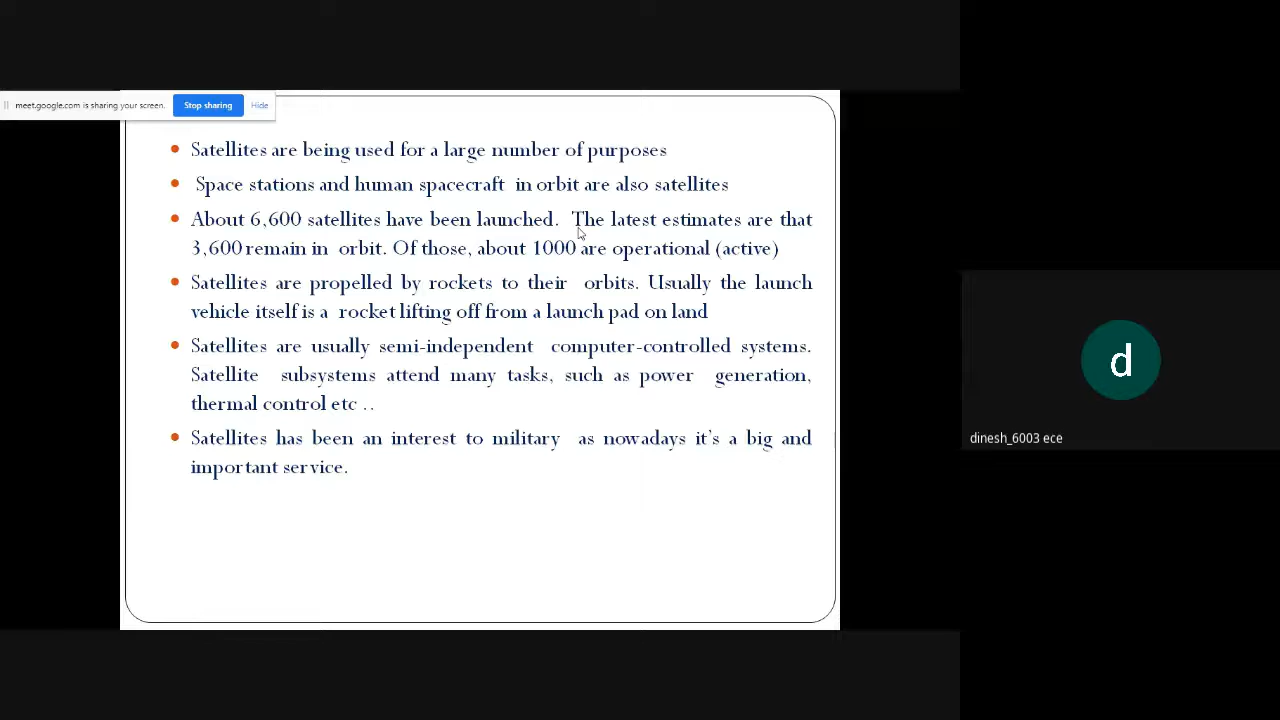 meet.google.com is sharing your screen. Stop sharing Hide
Satellites are being used for a large number of purposes
Space stations and human spacecraft in orbit are also satellites
About 6,600 satellites have been launched. The latest estimates are that
3,600 remain in orbit. Of those, about 1000 are operational (active)
Satellites are propelled by rockets to their orbits. Usually the launch
vehicle itself is a rocket lifting off from a launch pad on land
Satellites are usually semi-independent computer-controlled systems.
Satellite subsystems attend many tasks, such as power generation,
thermal control etc ..
Satellites has been an interest to military as nowadays it's a big and
important service.
d
dinesh_6003 ece